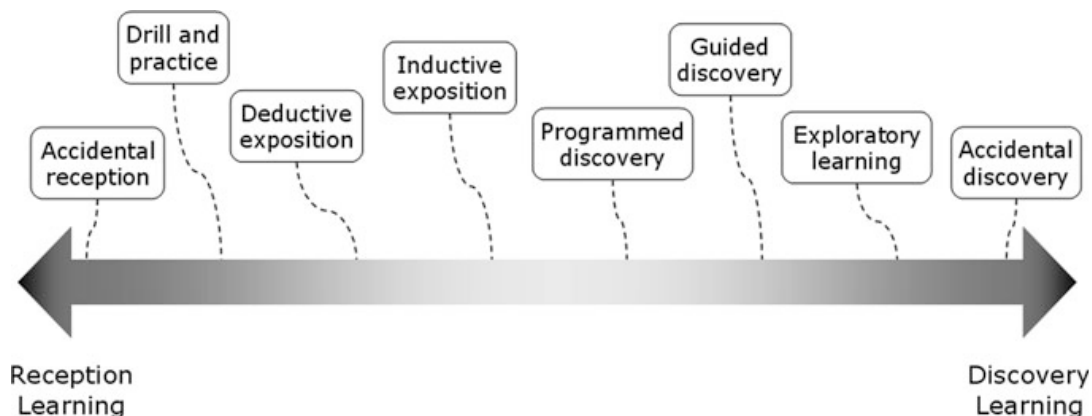 Accidental
reception
Drill and
practice
Deductive
exposition
Inductive
exposition
Programmed
discovery
Guided
discovery
Exploratory
learning
Accidental
discovery
Reception
Learning
Discovery
Learning